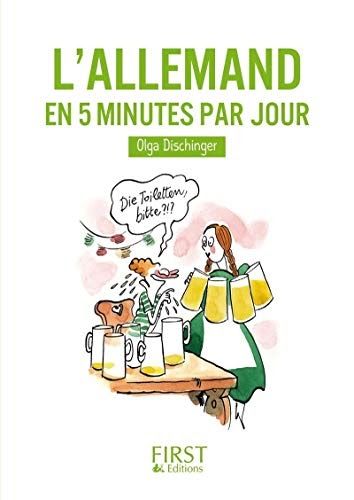 L'ALLEMAND
EN 5 MINUTES PAR JOUR
Olga Dischinger
Die Toiletten,
bitte?!?
FIRST
Editions